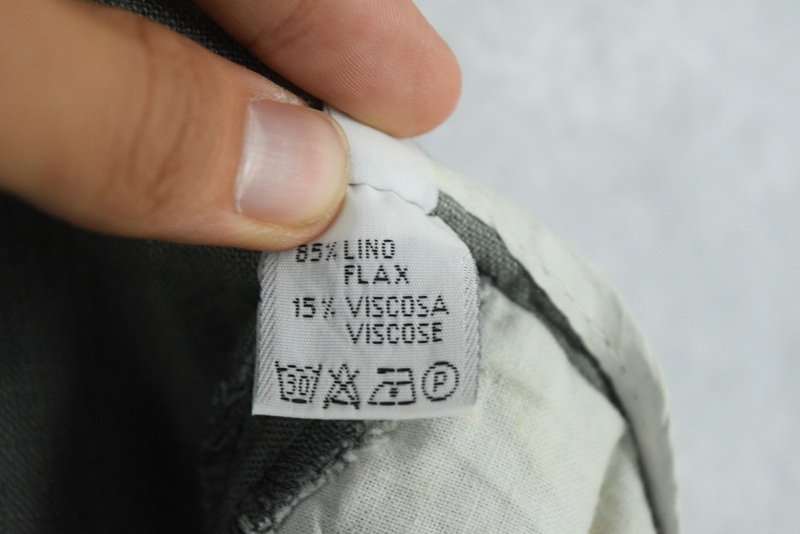 85% LINO
FLAX
15% VISCOSA
VISCOSE
30 P